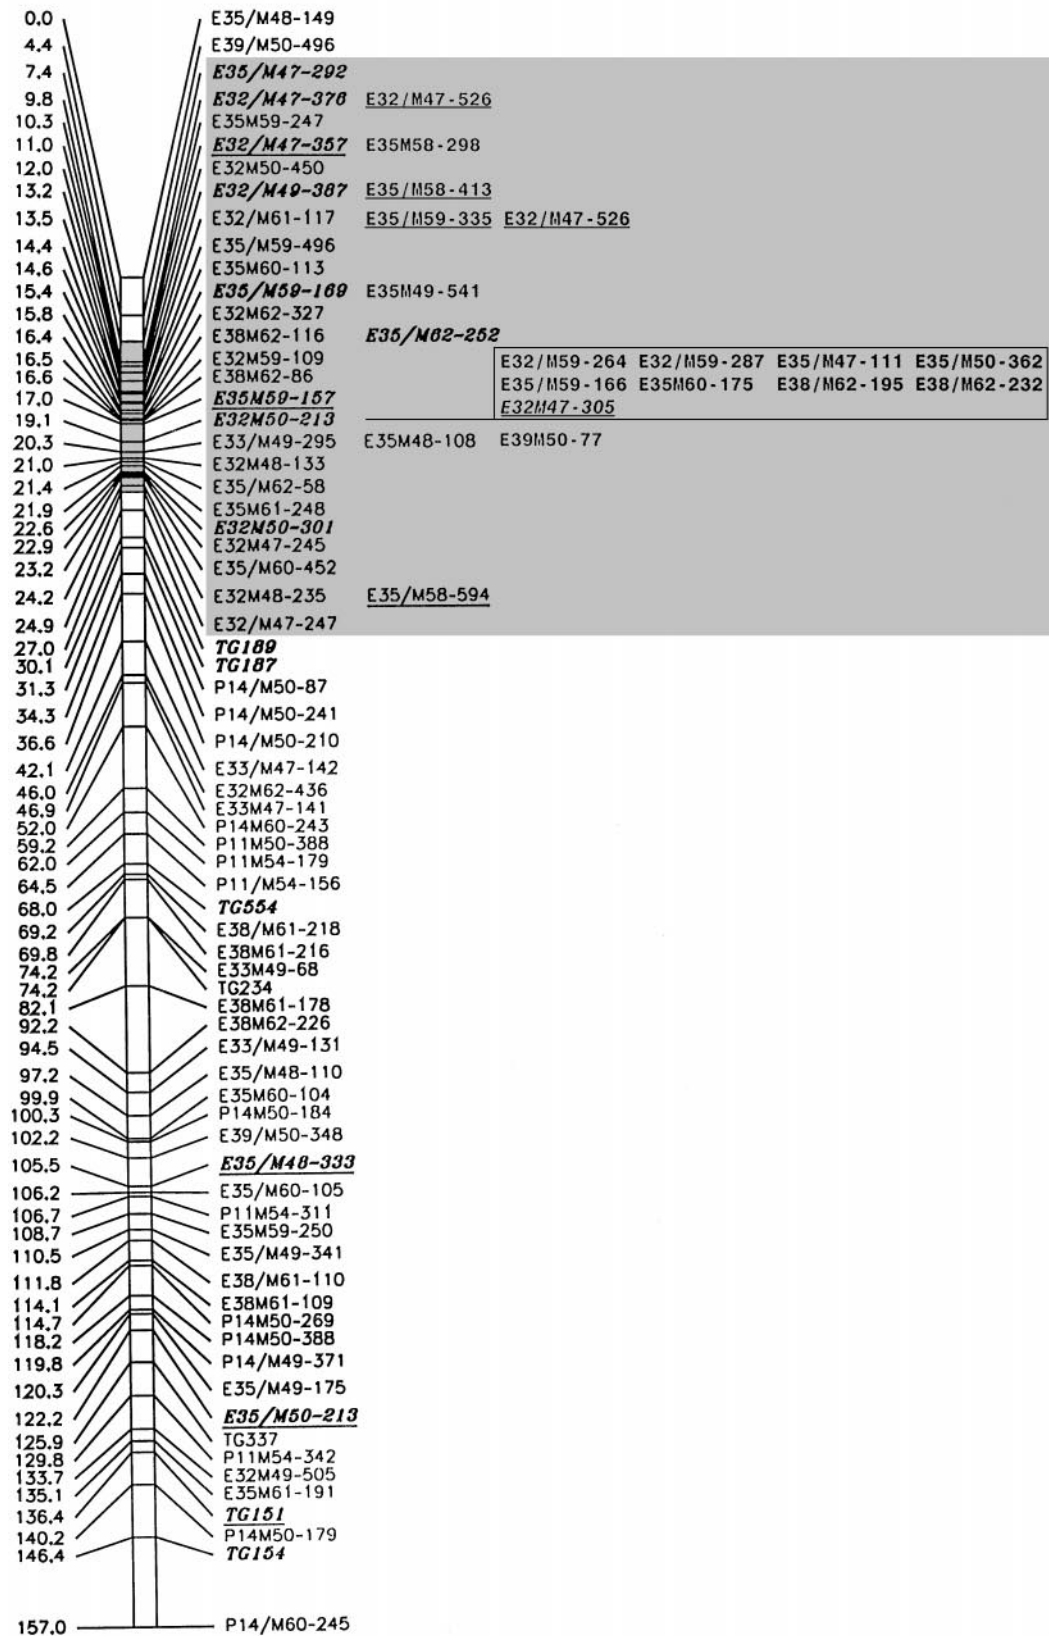 0.0 E35/M48-149
4.4 E39/M50-496
7.4 E35/M47-292
9.8 E32/M47-376 E32/M47-526
10.3 E35M59-247
11.0 E32/M47-357 E35M58-298
12.0 E32M50-450
13.2 E32/M49-387 E35/M58-413
13.5 E32/M61-117 E35/M59-335 E32/M47-526
14.4 E35/M59-496
14.6 E35M60-113
15.4 E35/M59-169 E35M49-541
15.8 E32M62-327
16.4 E38M62-116 E35/M62-252
16.5 E32M59-109 E32/M59-264 E32/M59-287 E35/M47-111 E35/M50-362
16.6 E38M62-86 E35/M59-166 E35M60-175 E38/M62-195 E38/M62-232
17.0 E35M59-157 E32M47-305
19.1 E32M50-213
20.3 E33/M49-295 E35M48-108 E39M50-77
21.0 E32M48-133
21.4 E35/M62-58
21.9 E35M61-248
22.6 E32M50-301
22.9 E32M47-245
23.2 E35/M60-452
24.2 E32M48-235 E35/M58-594
24.9 E32/M47-247
27.0 TG189
30.1 TG187
31.3 P14/M50-87
34.3 P14/M50-241
36.6 P14/M50-210
42.1 E33/M47-142
46.0 E32M62-436
46.9 E33M47-141
52.0 P14M60-243
59.2 P11M50-388
62.0 P11M54-179
64.5 P11/M54-156
68.0 TG554
69.2 E38/M61-218
69.8 E38M61-216
74.2 E33M49-68
74.2 TG234
82.1 E38M61-178
92.2 E38M62-226
94.5 E33/M49-131
97.2 E35/M48-110
99.9 E35M60-104
100.3 P14M50-184
102.2 E39/M50-348
105.5 E35/M48-333
106.2 E35/M60-105
106.7 P11M54-311
108.7 E35M59-250
110.5 E35/M49-341
111.8 E38/M61-110
114.1 E38M61-109
114.7 P14M50-269
118.2 P14M50-388
119.8 P14/M49-371
120.3 E35/M49-175
122.2 E35/M50-213
125.9 TG337
129.8 P11M54-342
133.7 E32M49-505
135.1 E35M61-191
136.4 TG151
140.2 P14M50-179
146.4 TG154
157.0 P14/M60-245